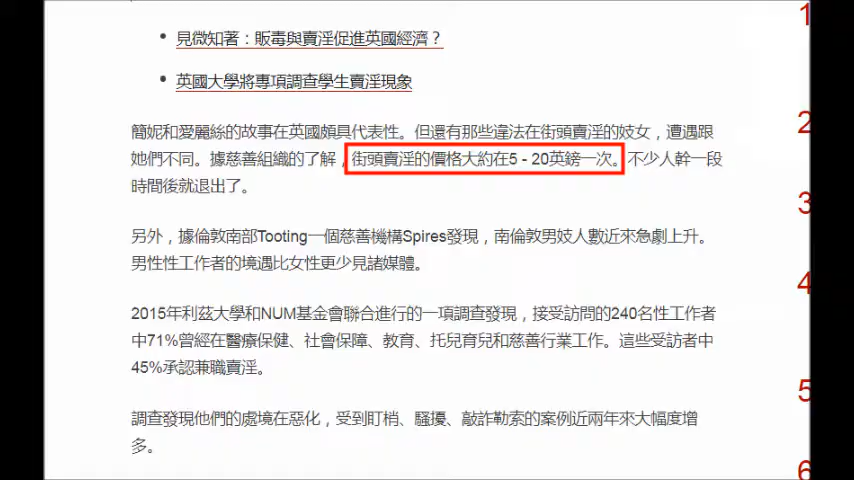 • 見微知著：販毒與賣淫促進英國經濟？
• 英國大學將專項調查學生賣淫現象
簡妮和愛麗絲的故事在英國頗具代表性。但還有那些違法在街頭賣淫的妓女，遭遇跟
她們不同。據慈善組織的了解，街頭賣淫的價格大約在5 - 20英鎊一次。不少人幹一段
時間後就退出了。
另外，據倫敦南部Tooting一個慈善機構Spires發現，南倫敦男妓人數近來急劇上升。
男性性工作者的境遇比女性更少見諸媒體。
2015年利茲大學和NUM基金會聯合進行的一項調查發現，接受訪問的240名性工作者
中71%曾經在醫療保健、社會保障、教育、托兒育兒和慈善行業工作。這些受訪者中
45%承認兼職賣淫。
調查發現他們的處境在惡化，受到盯梢、騷擾、敲詐勒索的案例近兩年來大幅度增
多。
1
2
3
4
5
6